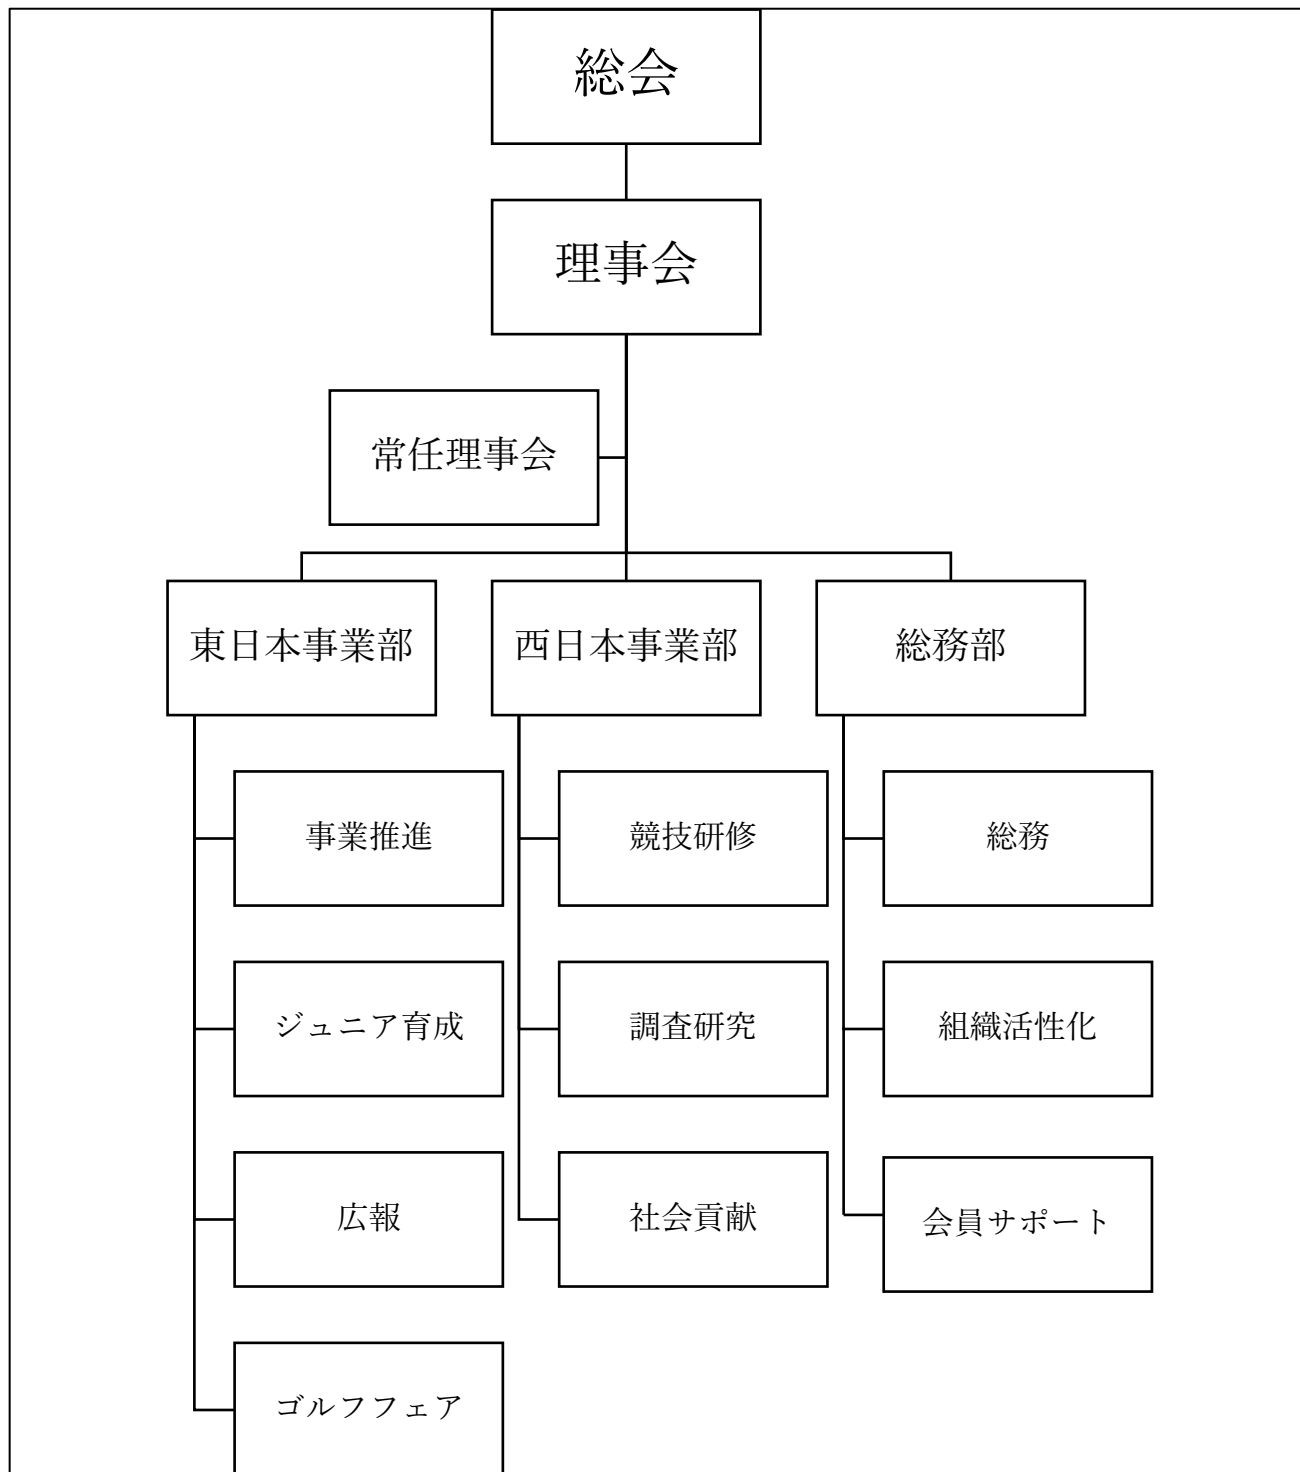 総会
理事会
常任理事会
東日本事業部
西日本事業部
総務部
事業推進
競技研修
総務
ジュニア育成
調査研究
組織活性化
広報
社会貢献
会員サポート
ゴルフフェア